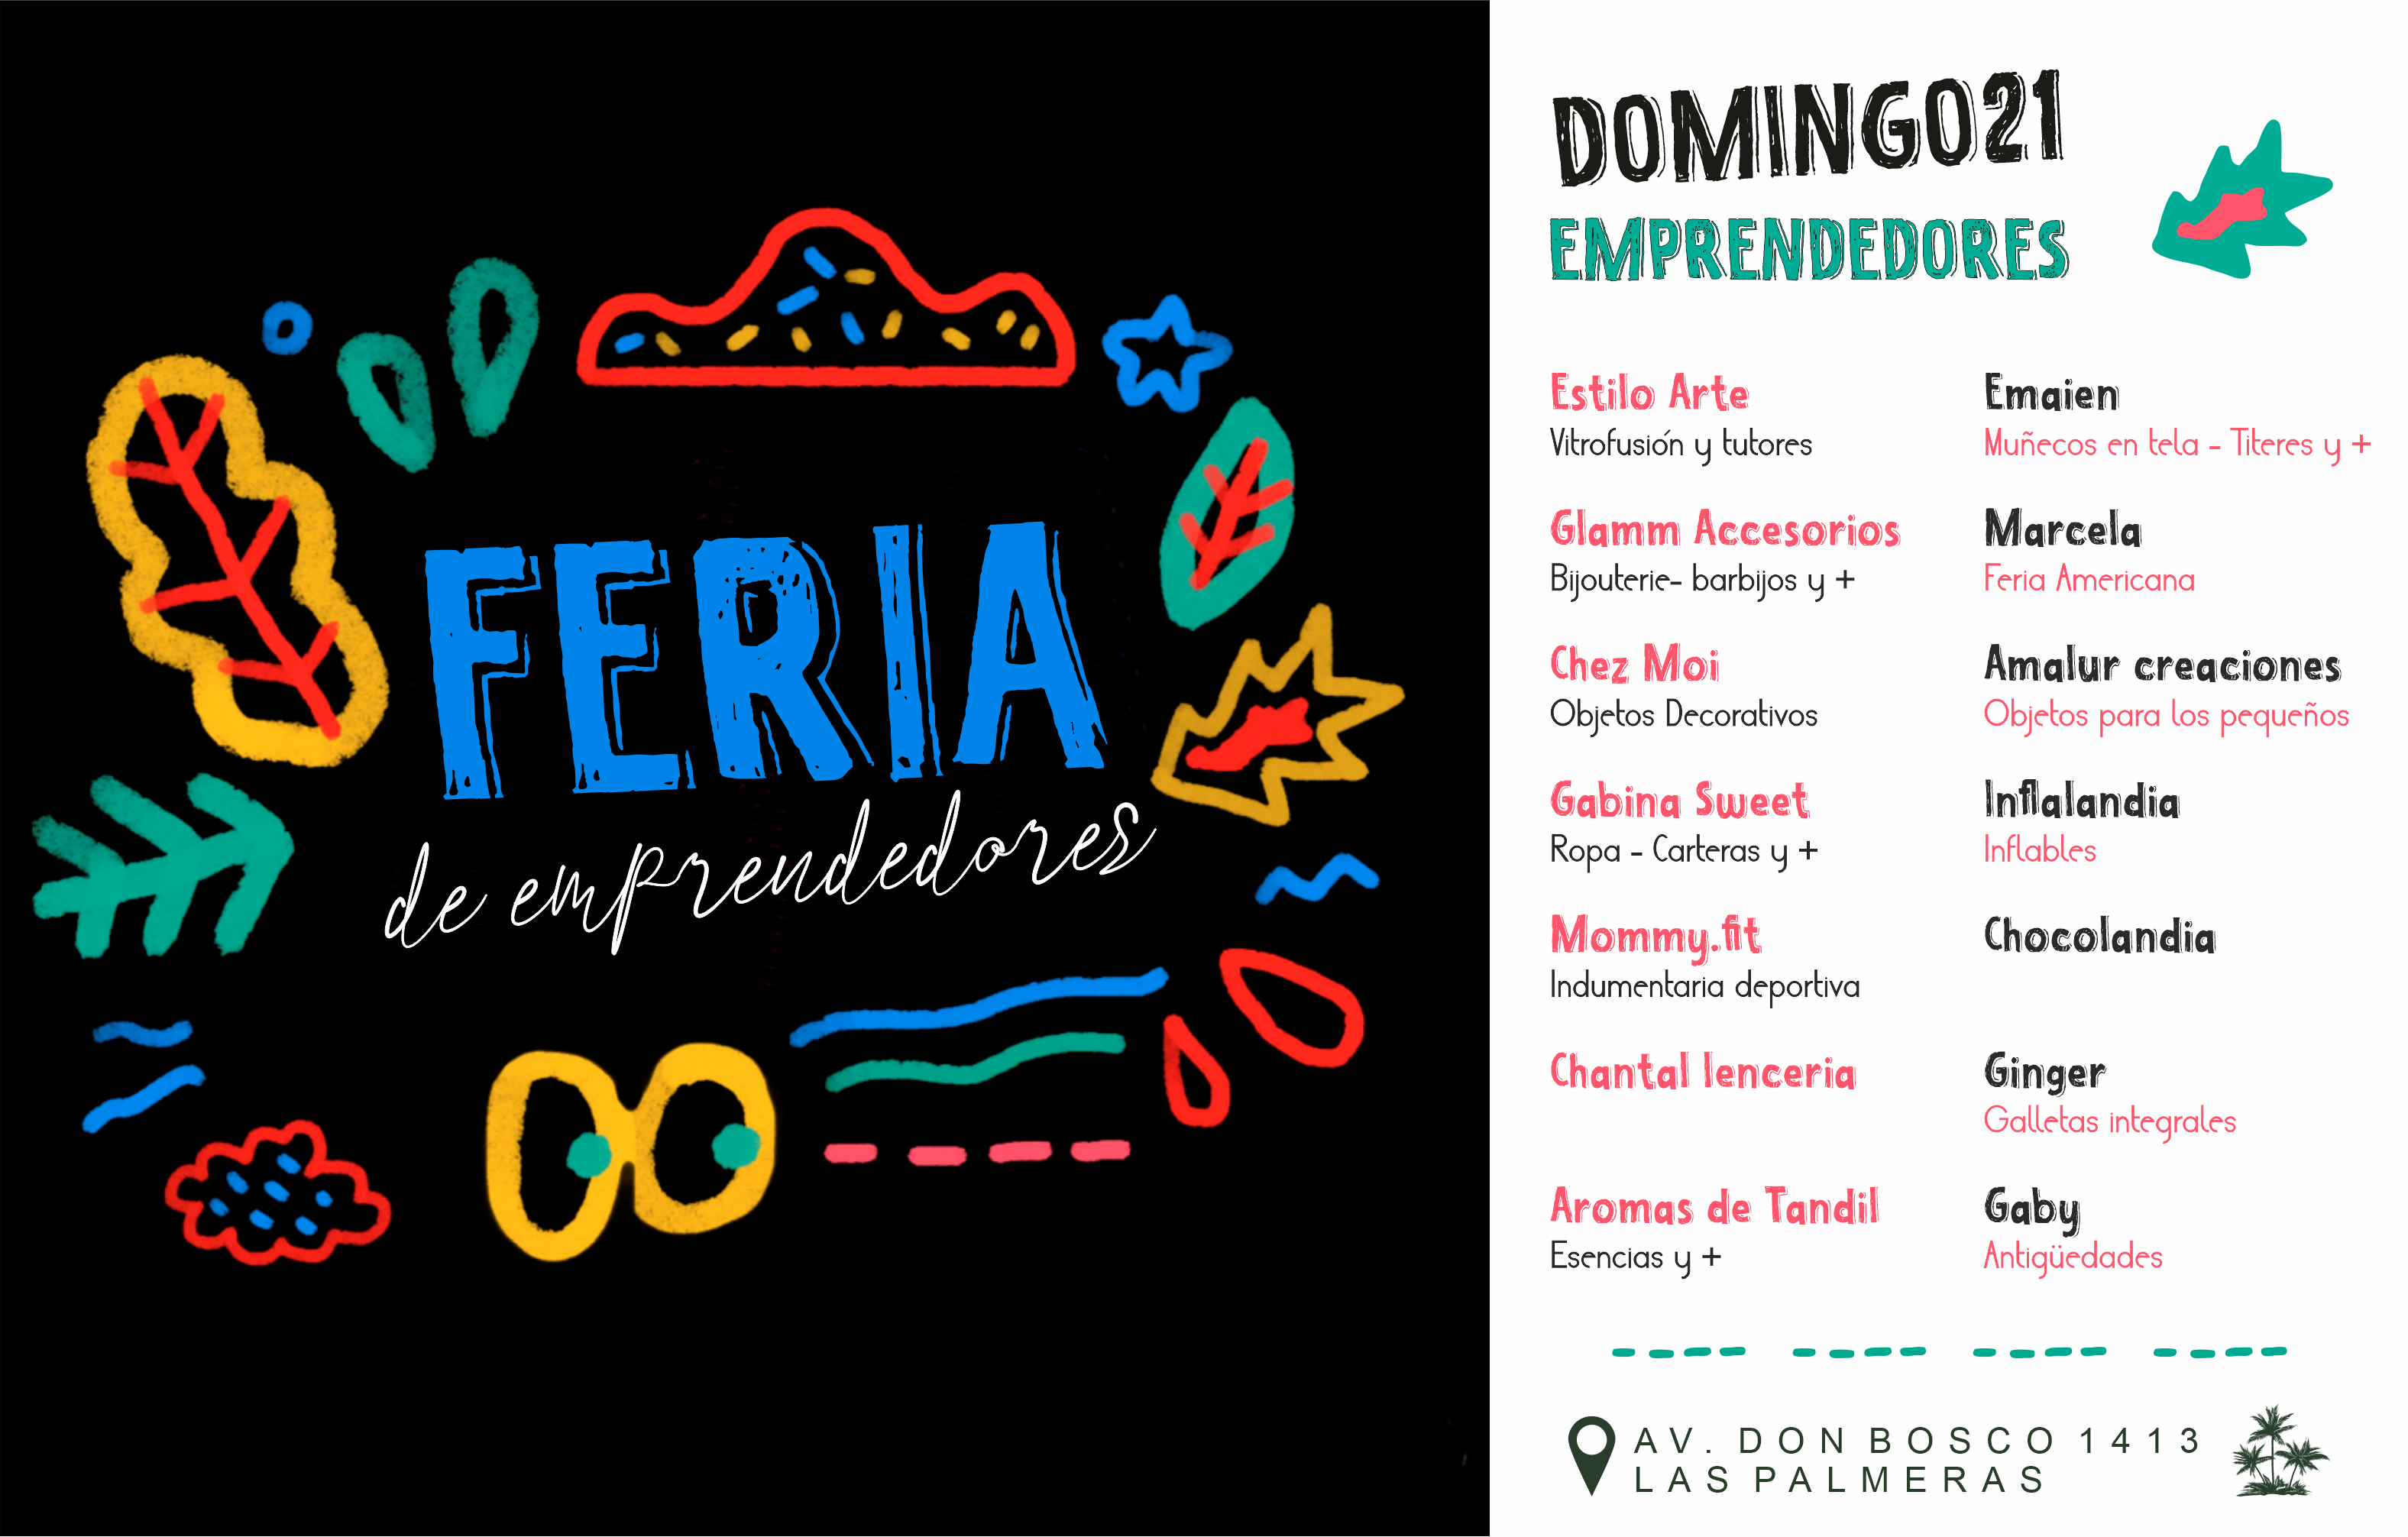 FERIA
de emprendedores
DOMINGO21
EMPRENDEDORES
Estilo Arte
Vitrofusión y tutores
Glamm Accesorios
Bijouterie- barbijos y +
Chez Moi
Objetos Decorativos
Gabina Sweet
Ropa - Carteras y +
Mommy.fit
Indumentaria deportiva
Chantal lenceria
Aromas de Tandil
Esencias y +
Emaien
Muñecos en tela - Titeres y +
Marcela
Feria Americana
Amalur creaciones
Objetos para los pequeños
Inflalandia
Inflables
Chocolandia
Ginger
Galletas integrales
Gaby
Antigüedades
AV. DON BOSCO 1413
LAS PALMERAS